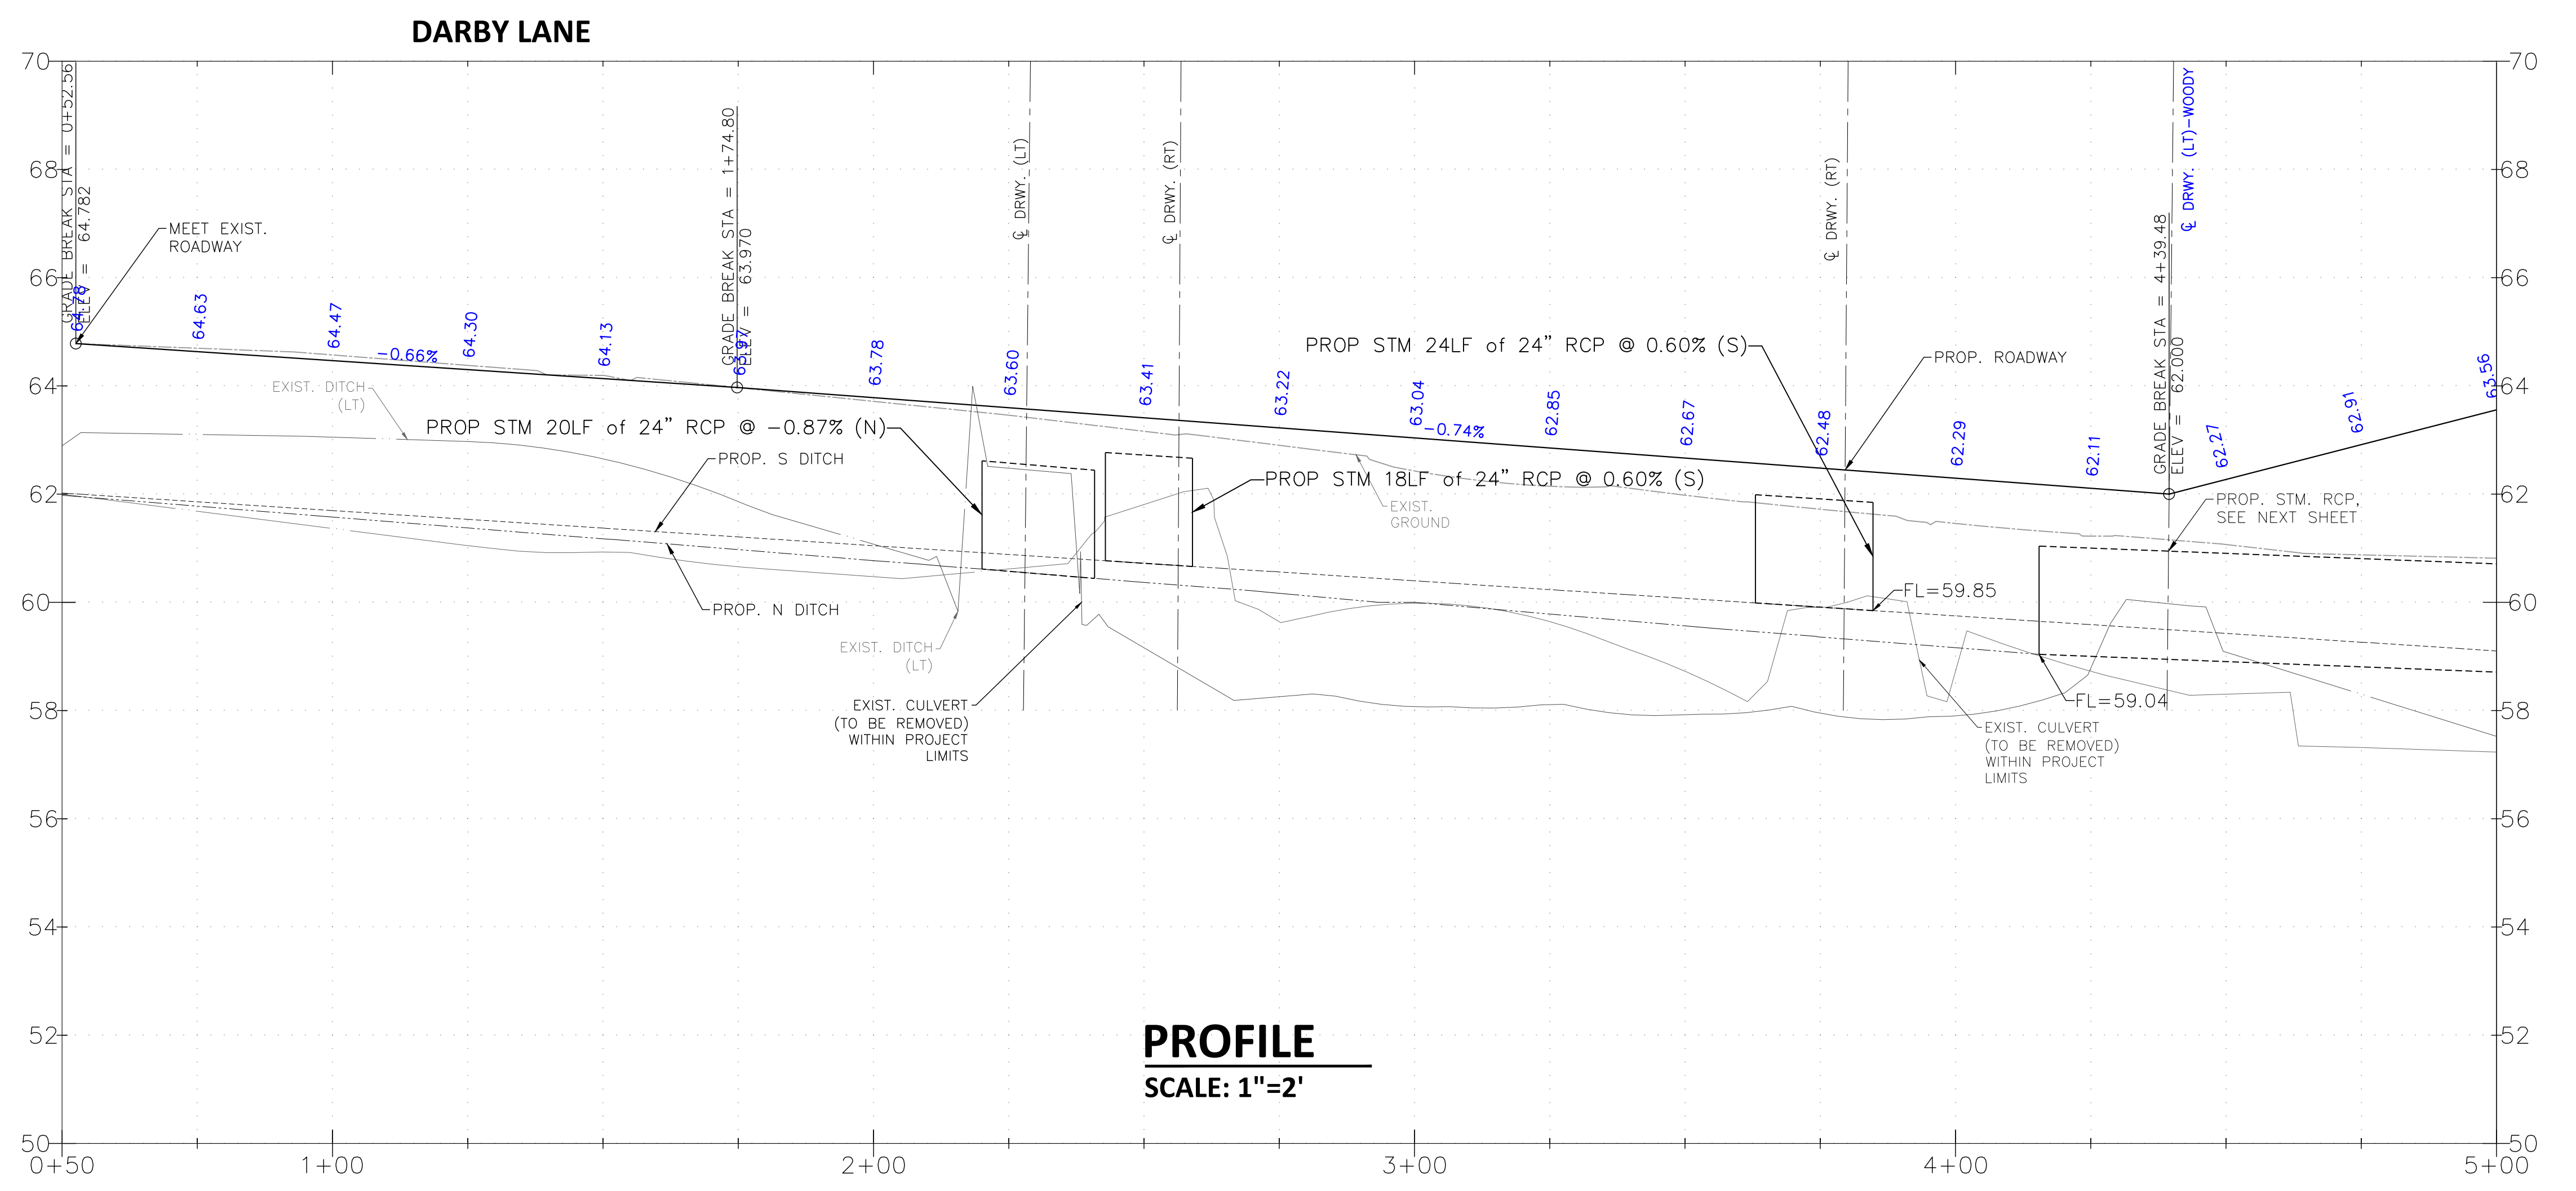 DARBY LANE
70
68
66
64
62
60
58
56
54
52
50
70
68
66
64
62
60
58
56
54
52
50
GRADE BREAK STA = 0+52.56
ELEV = 64.782
MEET EXIST.
ROADWAY
GRADE BREAK STA = 1+74.80
ELEV = 63.970
℄ DRWY. (LT)
℄ DRWY. (RT)
℄ DRWY. (RT)
GRADE BREAK STA = 4+39.48
ELEV = 62.000
℄ DRWY. (LT)-WOODY
64.78
64.63
64.47
64.30
64.13
63.97
63.78
63.60
63.41
63.22
63.04
62.85
62.67
62.48
62.29
62.11
62.27
62.91
63.56
-0.66%
-0.74%
PROP STM 24LF of 24” RCP @ 0.60% (S)
PROP. ROADWAY
EXIST. DITCH
(LT)
PROP STM 20LF of 24” RCP @ -0.87% (N)
PROP. S DITCH
PROP STM 18LF of 24” RCP @ 0.60% (S)
EXIST.
GROUND
PROP. STM. RCP,
SEE NEXT SHEET
PROP. N DITCH
FL=59.85
EXIST. DITCH
(LT)
EXIST. CULVERT
(TO BE REMOVED)
WITHIN PROJECT
LIMITS
FL=59.04
EXIST. CULVERT
(TO BE REMOVED)
WITHIN PROJECT
LIMITS
PROFILE
SCALE: 1"=2'
0+50
1+00
2+00
3+00
4+00
5+00